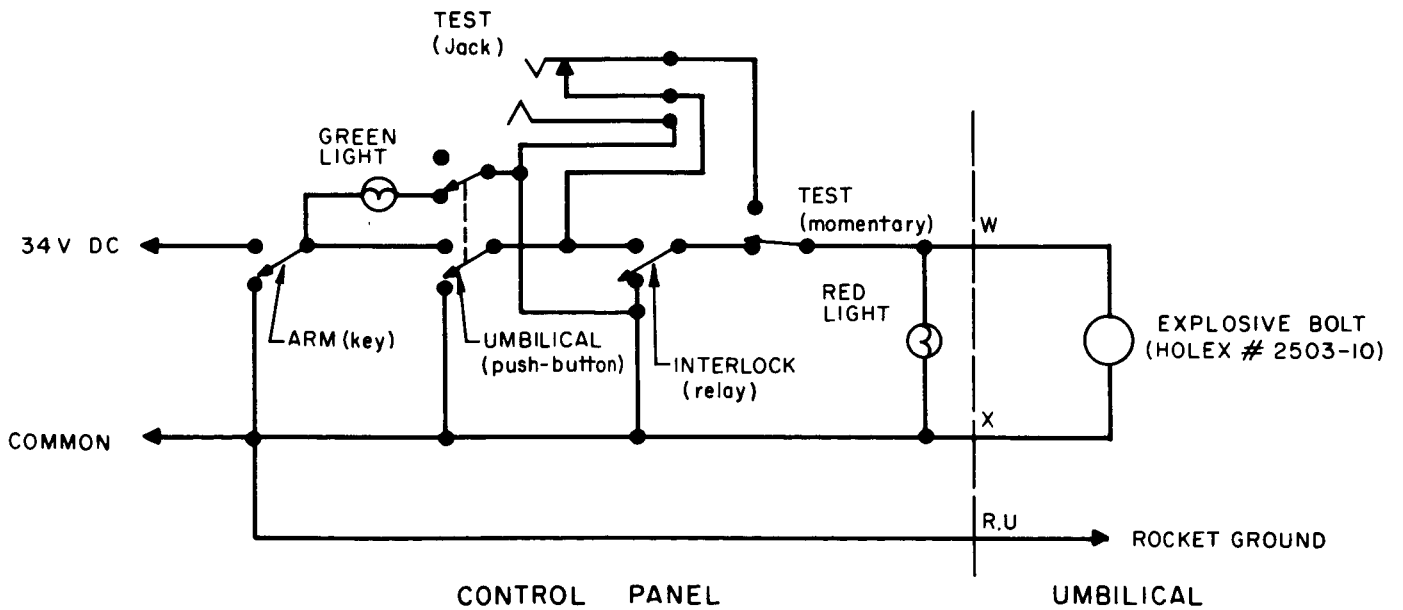 TEST
(Jack)
GREEN
LIGHT
34V DC
TEST
(momentary)
W
ARM (key)
UMBILICAL
(push-button)
INTERLOCK
(relay)
RED
LIGHT
EXPLOSIVE BOLT
(HOLEX # 2503-10)
COMMON
X
R,U
ROCKET GROUND
CONTROL PANEL
UMBILICAL